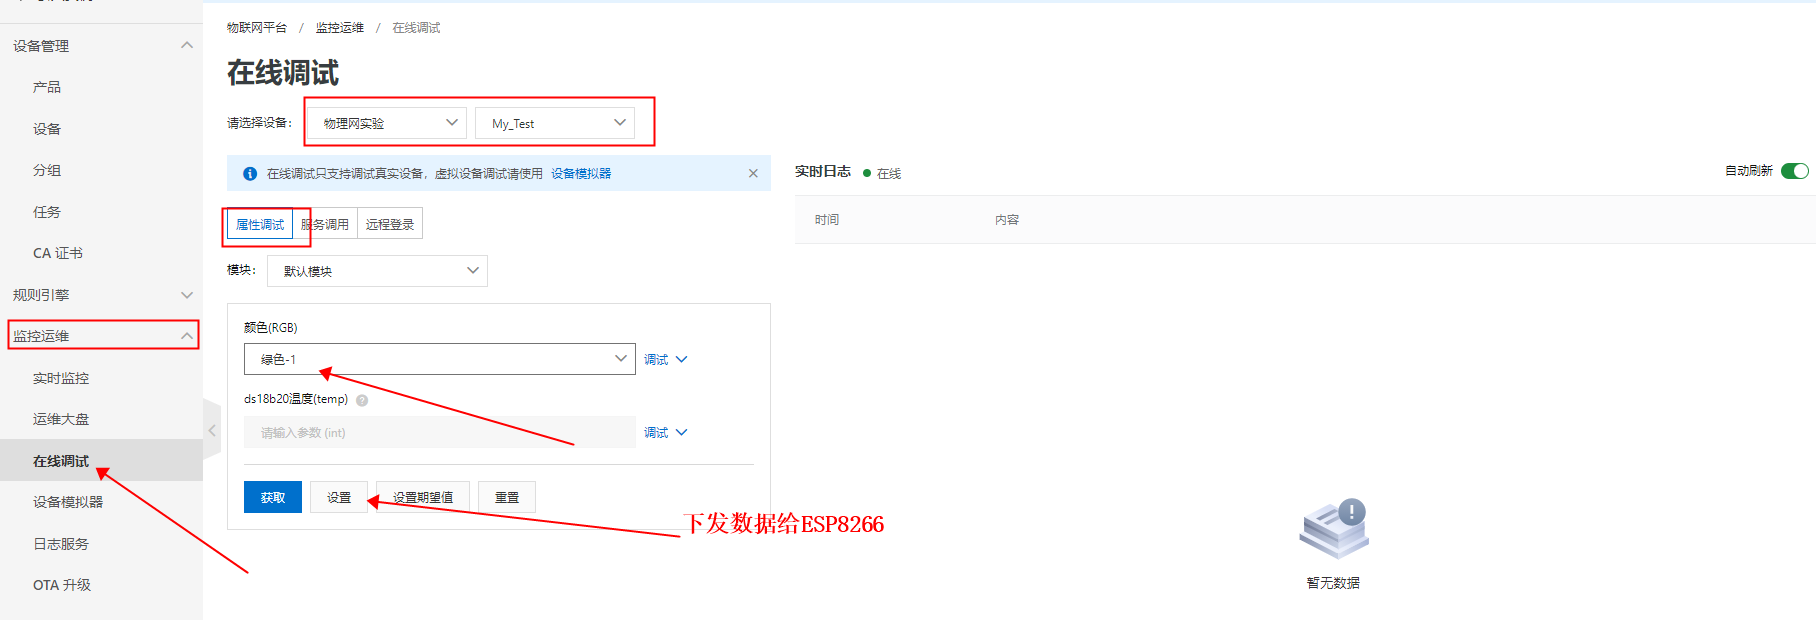 设备管理
产品
设备
分组
任务
CA 证书
规则引擎
监控运维
实时监控
运维大盘
在线调试
设备模拟器
日志服务
OTA 升级
物联网平台 / 监控运维 / 在线调试
在线调试
请选择设备： 物理网实验 My_Test
在线调试只支持调试真实设备，虚拟设备调试请使用 设备模拟器
属性调试 服务调用 远程登录
模块： 默认模块
颜色(RGB)
绿色-1 调试
ds18b20温度(temp) ?
请输入参数 (int) 调试
获取 设置 设置期望值 重置
下发数据给ESP8266
实时日志 在线 自动刷新
时间 内容
暂无数据